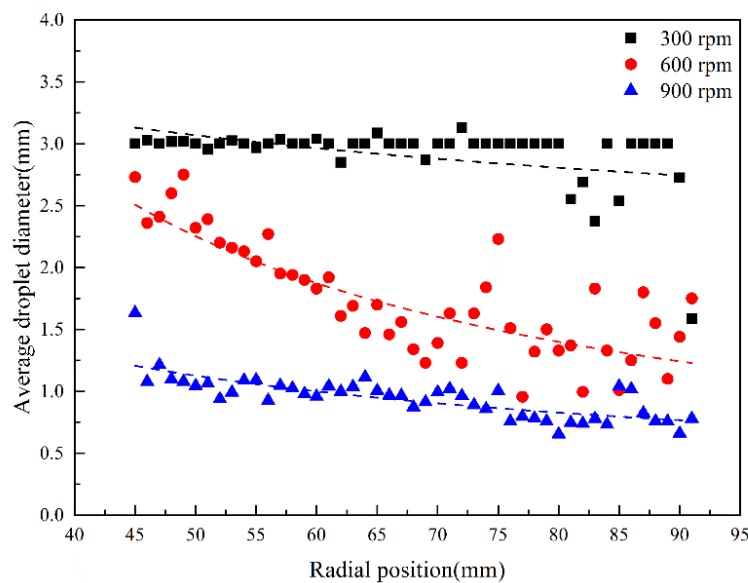 4.0
3.5
3.0
2.5
2.0
1.5
1.0
0.5
0.0
Average droplet diameter(mm)
300 rpm
600 rpm
900 rpm
40 45 50 55 60 65 70 75 80 85 90 95
Radial position(mm)